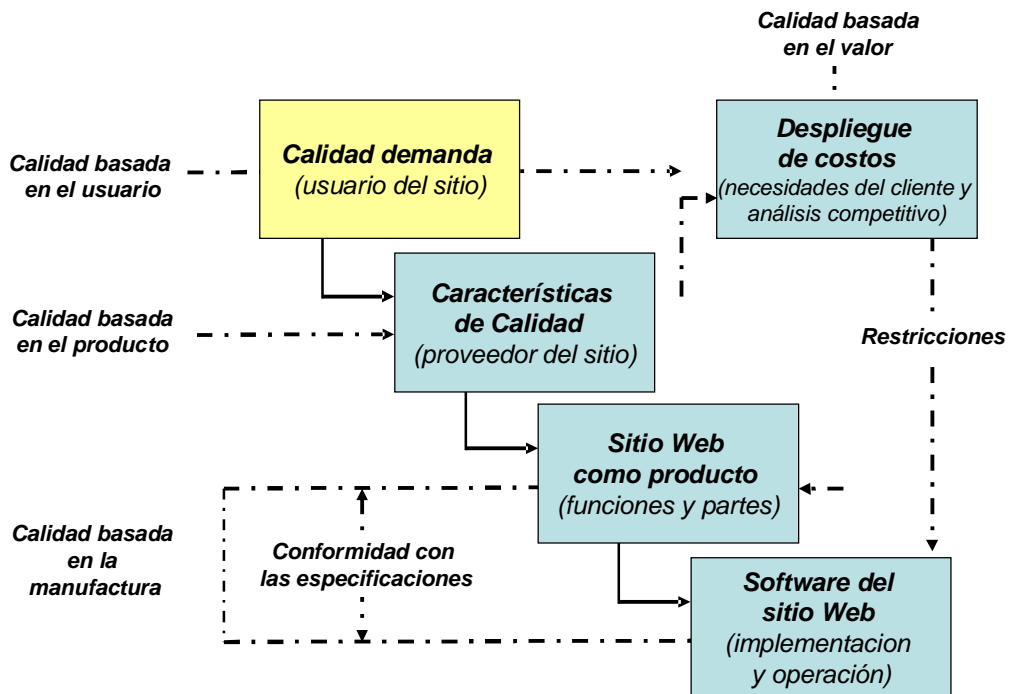 Calidad basada
en el valor
Calidad demanda
(usuario del sitio)
Despliegue
de costos
(necesidades del cliente y
análisis competitivo)
Calidad basada
en el usuario
Características
de Calidad
(proveedor del sitio)
Calidad basada
en el producto
Restricciones
Sitio Web
como producto
(funciones y partes)
Calidad basada
en la
manufactura
Conformidad con
las especificaciones
Software del
sitio Web
(implementacion
y operación)